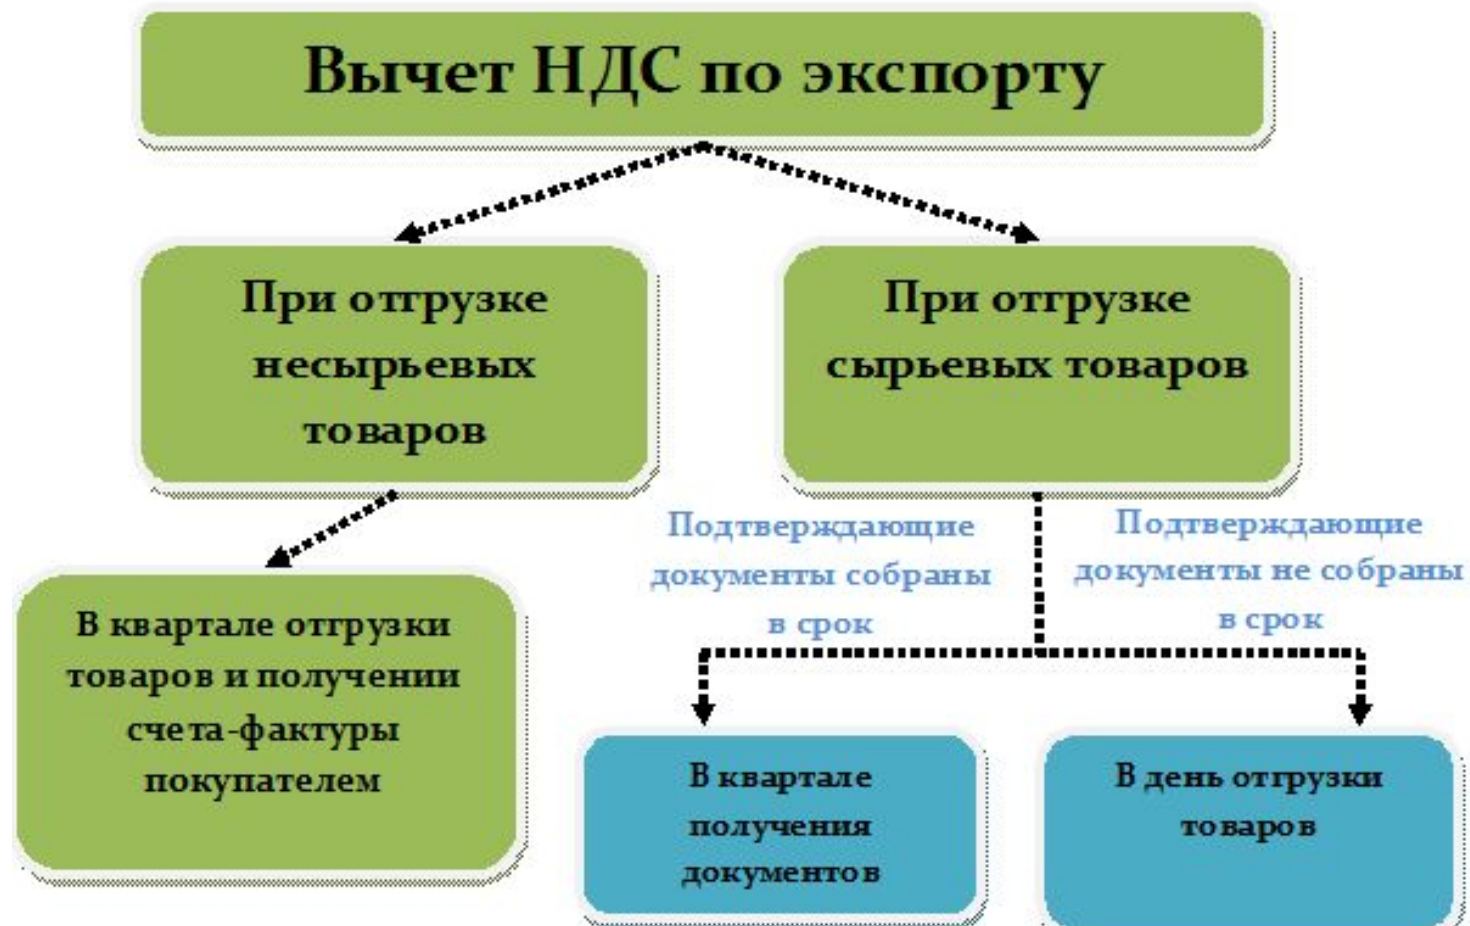 Вычет НДС по экспорту
При отгрузке
несырьевых
товаров
При отгрузке
сырьевых товаров
В квартале отгрузки
товаров и получении
счета-фактуры
покупателем
Подтверждающие
документы собраны
в срок
Подтверждающие
документы не собраны
в срок
В квартале
получения
документов
В день отгрузки
товаров